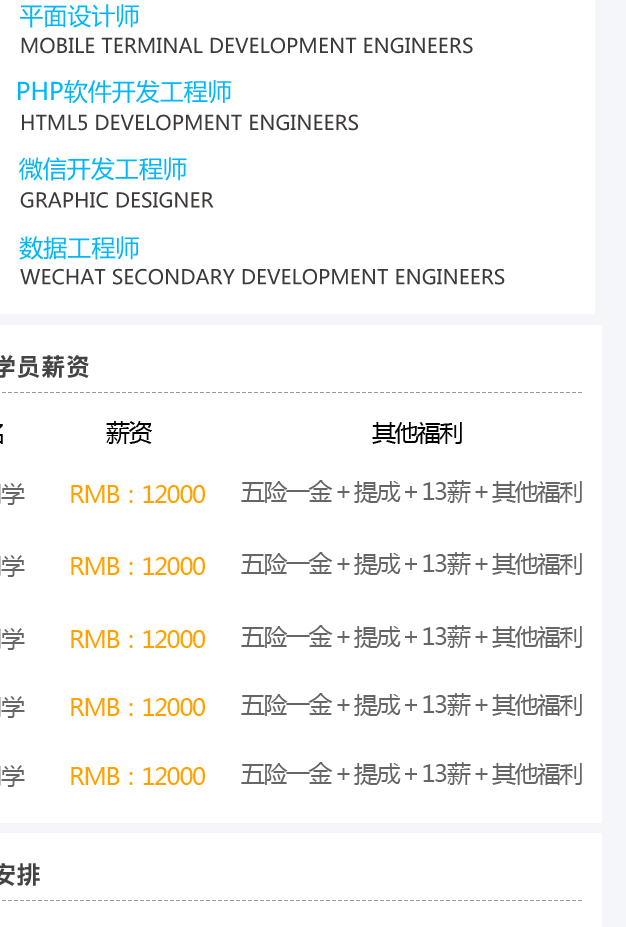 平面设计师
MOBILE TERMINAL DEVELOPMENT ENGINEERS
PHP软件开发工程师
HTML5 DEVELOPMENT ENGINEERS
微信开发工程师
GRAPHIC DESIGNER
数据工程师
WECHAT SECONDARY DEVELOPMENT ENGINEERS
学员薪资
名 薪资 其他福利
学 RMB：12000 五险一金＋提成＋13薪＋其他福利
学 RMB：12000 五险一金＋提成＋13薪＋其他福利
学 RMB：12000 五险一金＋提成＋13薪＋其他福利
学 RMB：12000 五险一金＋提成＋13薪＋其他福利
学 RMB：12000 五险一金＋提成＋13薪＋其他福利
安排